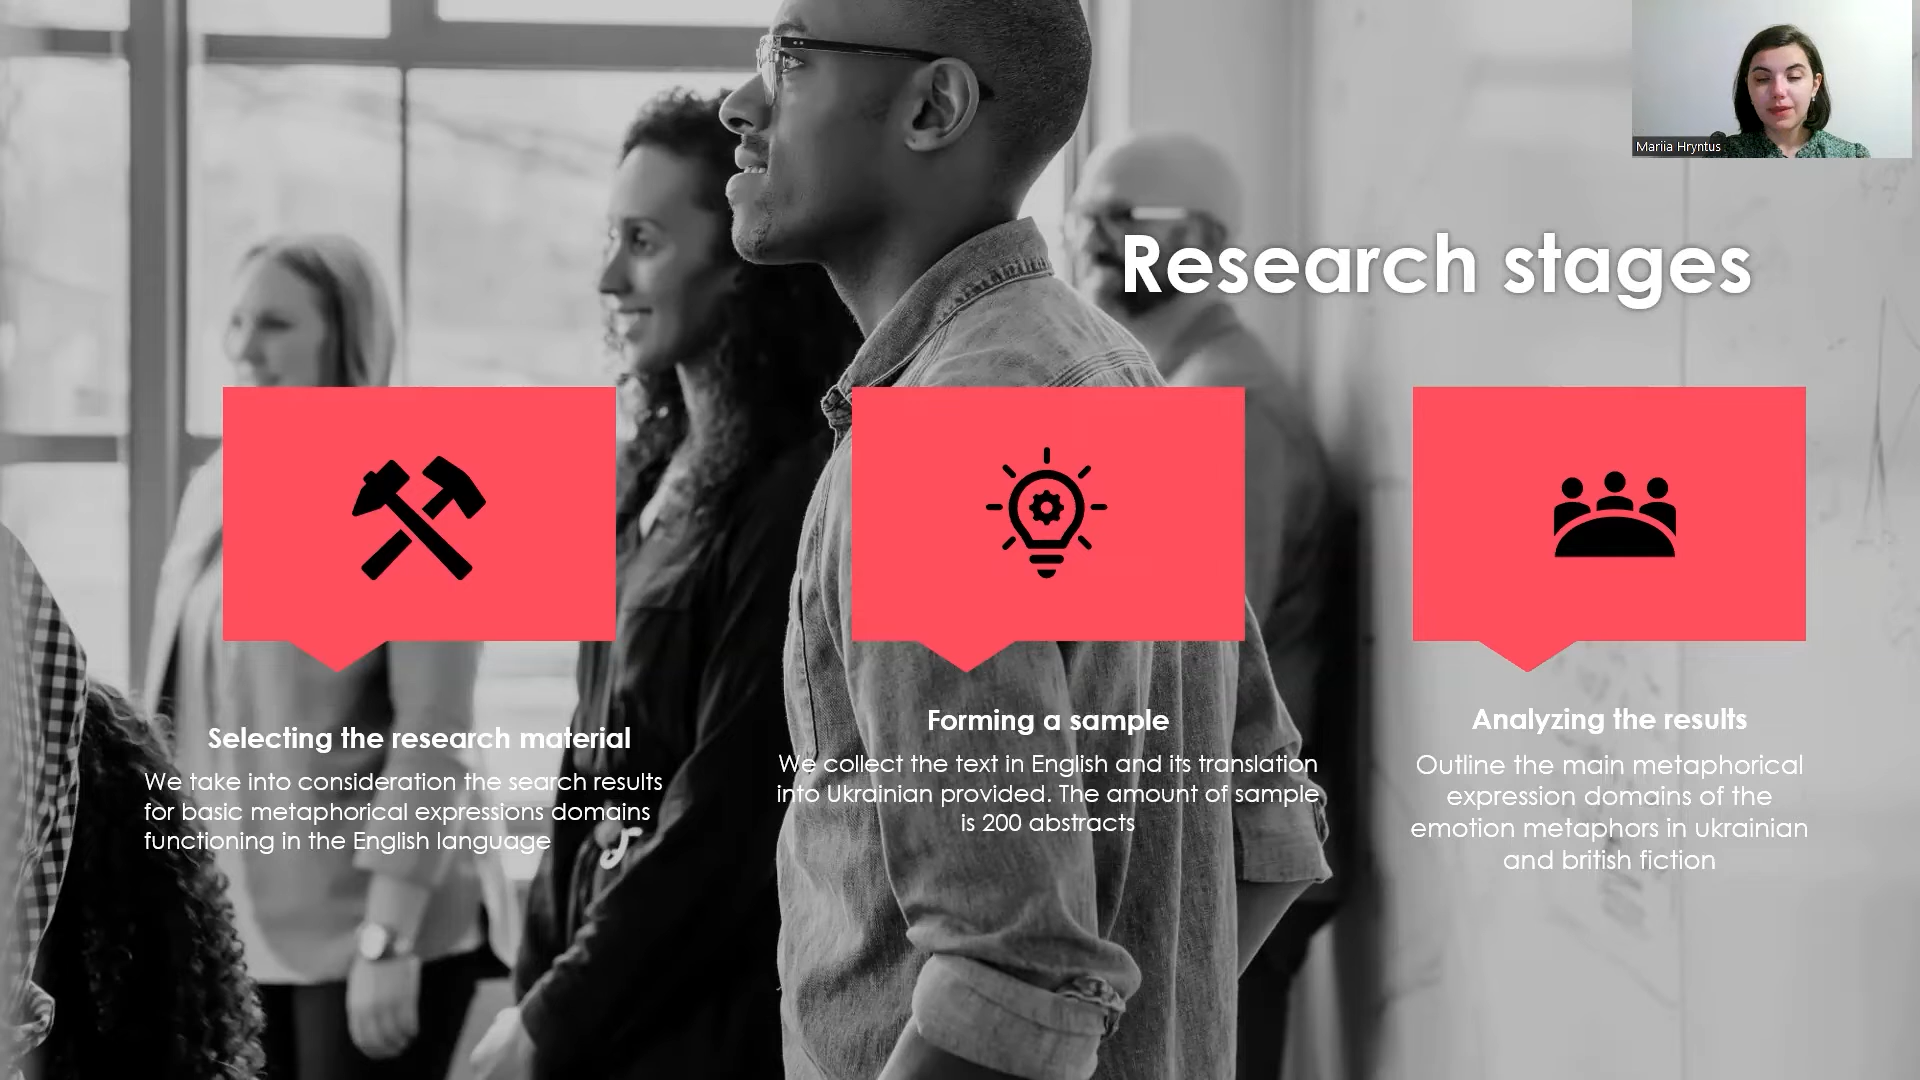 Mariia Hryntus
Research stages
Selecting the research material
We take into consideration the search results
for basic metaphorical expressions domains
functioning in the English language
Forming a sample
We collect the text in English and its translation
into Ukrainian provided. The amount of sample
is 200 abstracts
Analyzing the results
Outline the main metaphorical
expression domains of the
emotion metaphors in ukrainian
and british fiction